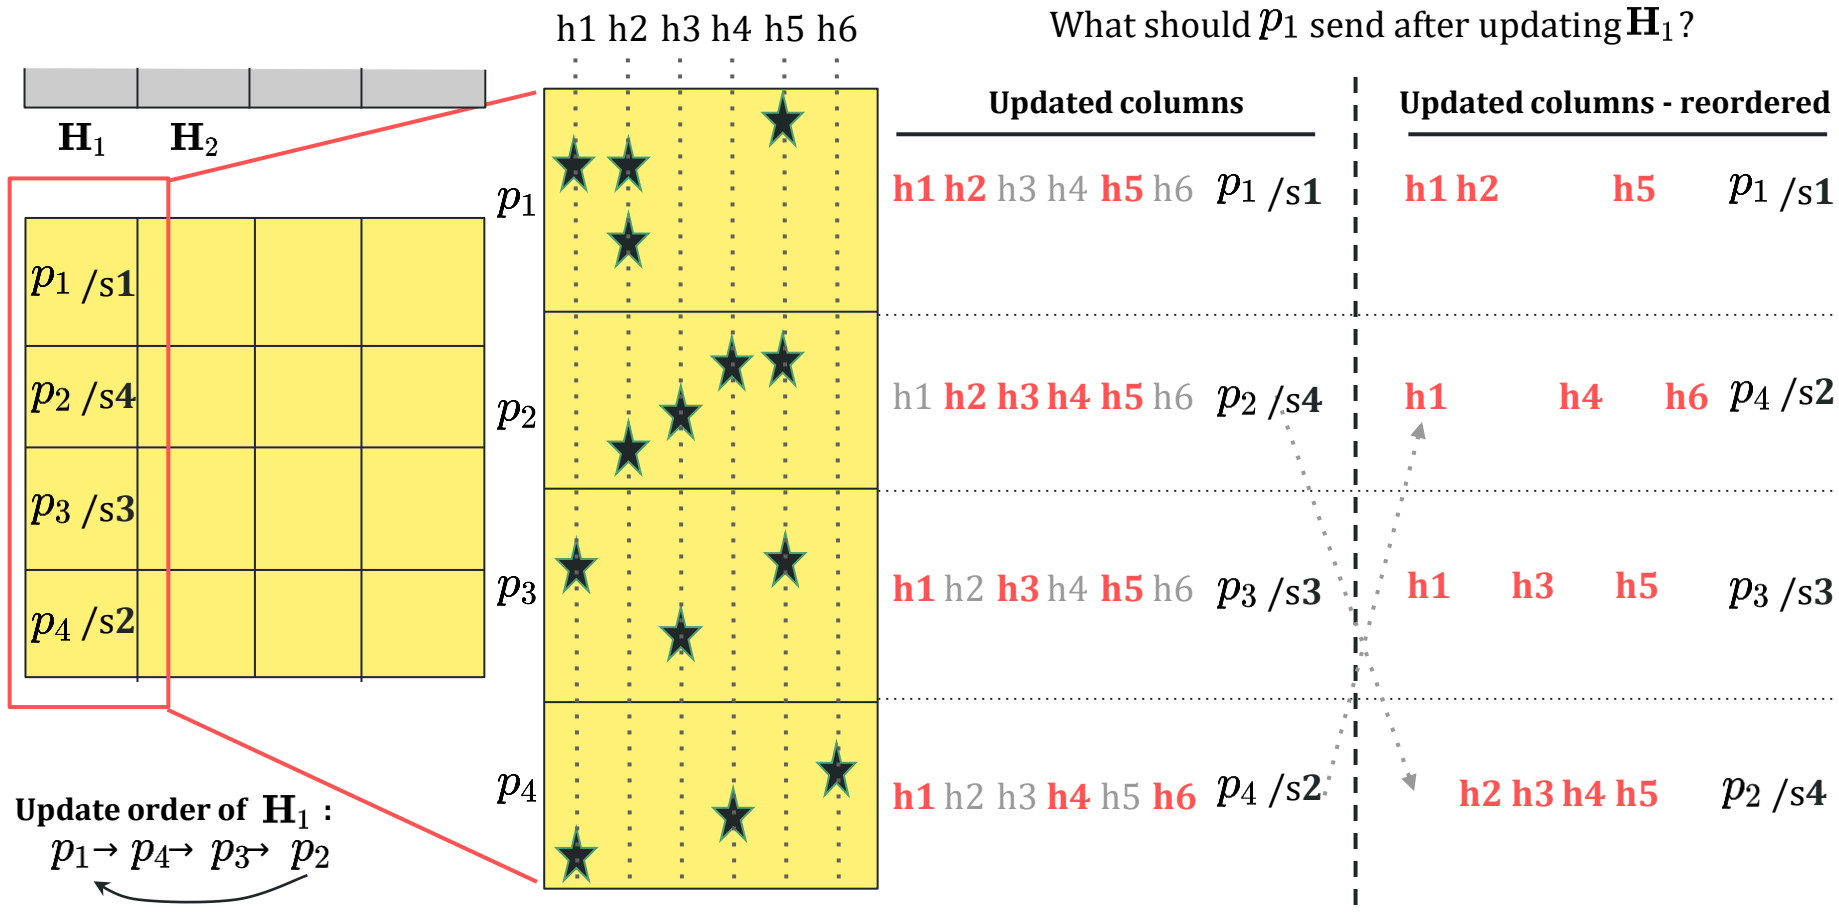 h1 h2 h3 h4 h5 h6
What should p₁ send after updating H₁?
Updated columns
Updated columns - reordered
H₁ H₂
p₁ /s1
p₂ /s4
p₃ /s3
p₄ /s2
p₁
p₂
p₃
p₄
h1 h2 h3 h4 h5 h6 p₁ /s1
h1 h2 h3 h4 h5 h6 p₂ /s4
h1 h2 h3 h4 h5 h6 p₃ /s3
h1 h2 h3 h4 h5 h6 p₄ /s2
h1 h2 h5 p₁ /s1
h1 h4 h6 p₄ /s2
h1 h3 h5 p₃ /s3
h2 h3 h4 h5 p₂ /s4
Update order of H₁ :
p₁→ p₄→ p₃→ p₂